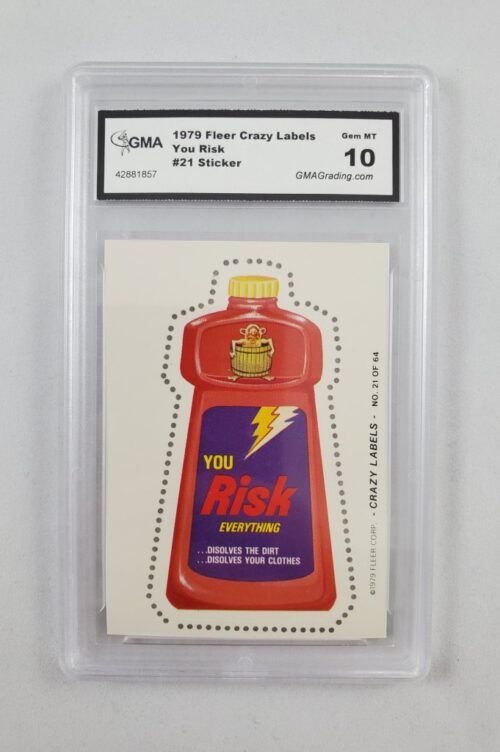 GMA
42881857
1979 Fleer Crazy Labels
You Risk
#21 Sticker
Gem MT
10
GMAGrading.com
YOU
Risk
EVERYTHING
...DISOLVES THE DIRT
...DISOLVES YOUR CLOTHES
©1979 FLEER CORP. - CRAZY LABELS - NO. 21 OF 64